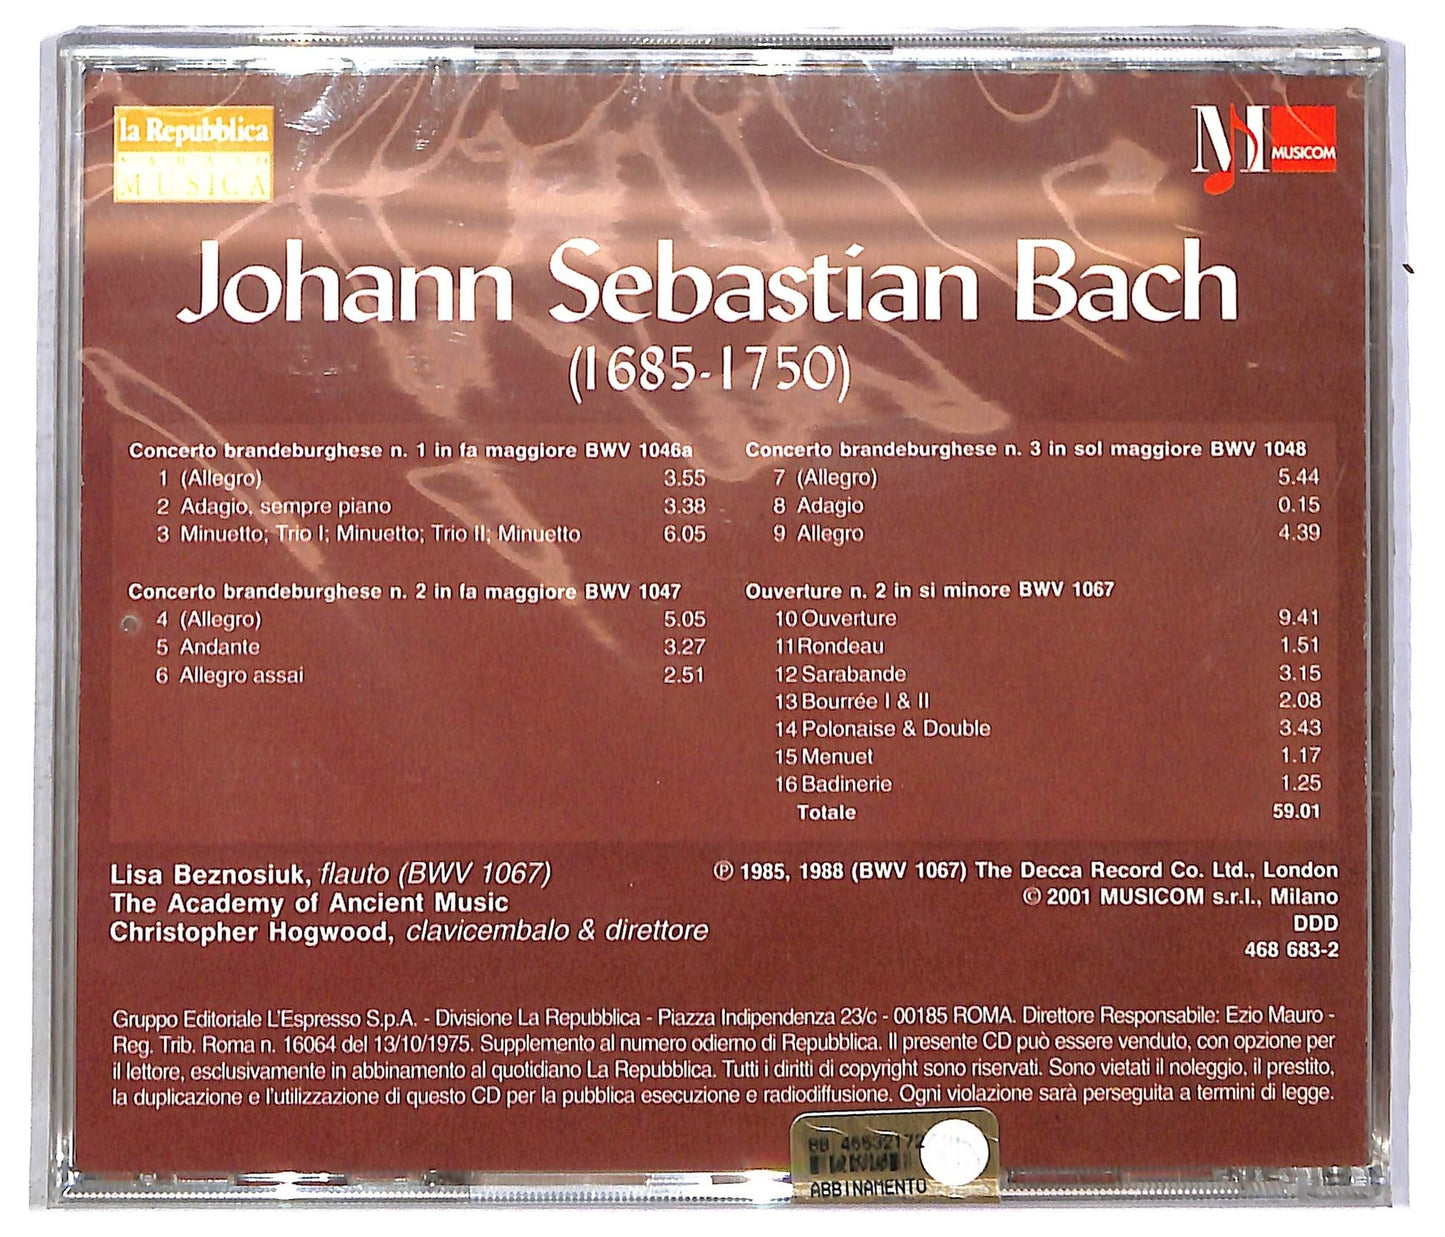 la Repubblica
SABATO
MUSICA
MUSICOM
Johann Sebastian Bach
(1685-1750)
Concerto brandeburghese n. 1 in fa maggiore BWV 1046a
1 (Allegro) 3.55
2 Adagio, sempre piano 3.38
3 Minuetto; Trio I; Minuetto; Trio II; Minuetto 6.05
Concerto brandeburghese n. 2 in fa maggiore BWV 1047
4 (Allegro) 5.05
5 Andante 3.27
6 Allegro assai 2.51
Concerto brandeburghese n. 3 in sol maggiore BWV 1048
7 (Allegro) 5.44
8 Adagio 0.15
9 Allegro 4.39
Ouverture n. 2 in si minore BWV 1067
10 Ouverture 9.41
11 Rondeau 1.51
12 Sarabande 3.15
13 Bourrée I & II 2.08
14 Polonaise & Double 3.43
15 Menuet 1.17
16 Badinerie 1.25
Totale 59.01
Lisa Beznosiuk, flauto (BWV 1067)
The Academy of Ancient Music
Christopher Hogwood, clavicembalo & direttore
℗ 1985, 1988 (BWV 1067) The Decca Record Co. Ltd., London
© 2001 MUSICOM s.r.l., Milano
DDD
468 683-2
Gruppo Editoriale L'Espresso S.p.A. - Divisione La Repubblica - Piazza Indipendenza 23/c - 00185 ROMA. Direttore Responsabile: Ezio Mauro -
Reg. Trib. Roma n. 16064 del 13/10/1975. Supplemento al numero odierno di Repubblica. Il presente CD può essere venduto, con opzione per
il lettore, esclusivamente in abbinamento al quotidiano La Repubblica. Tutti i diritti di copyright sono riservati. Sono vietati il noleggio, il prestito,
la duplicazione e l'utilizzazione di questo CD per la pubblica esecuzione e radiodiffusione. Ogni violazione sarà perseguita a termini di legge.
ABBINAMENTO